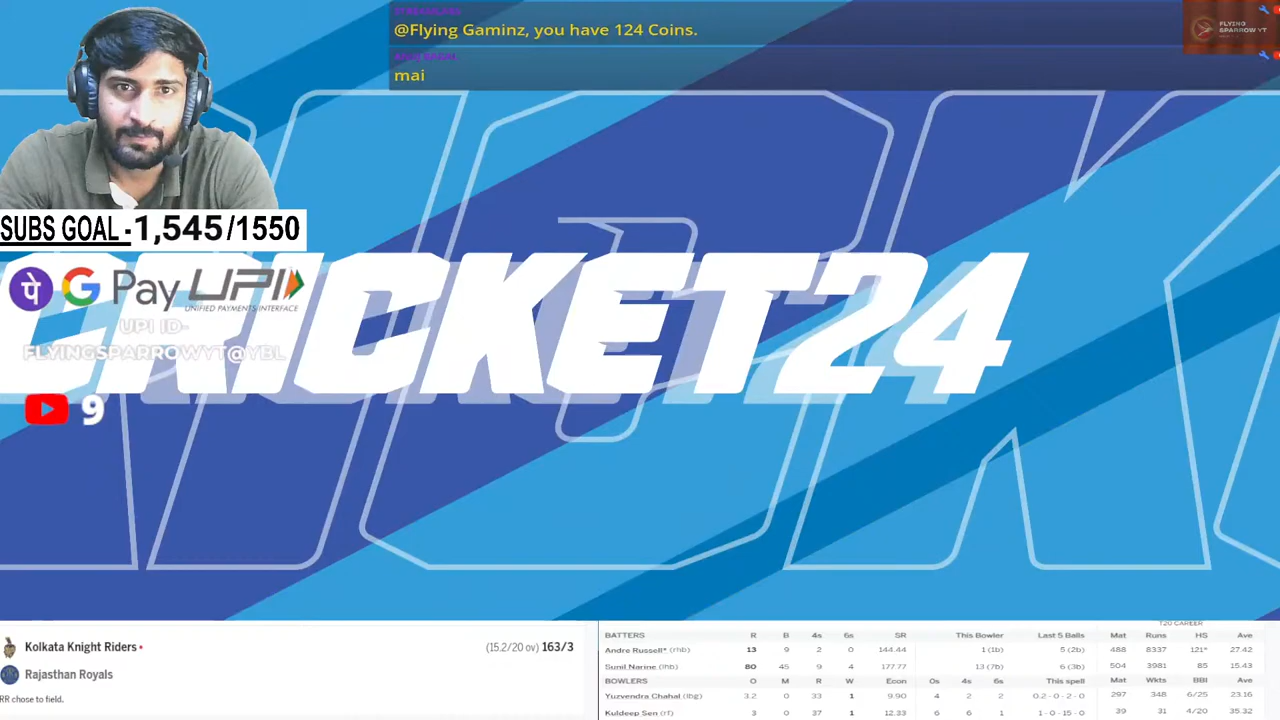 STREAMLABS
@Flying Gaminz, you have 124 Coins.
mai
FLYING
SPARROW YT
SUBS GOAL -1,545/1550
पे G Pay UPI
UNIFIED PAYMENTS INTERFACE
UPI ID-
FLYINGSPARROWYT@YBL
CRICKET24
9
Kolkata Knight Riders (15.2/20 ov) 163/3
Rajasthan Royals
RR chose to field.
T20 CAREER
BATTERS R B 4s 6s SR This Bowler Last 5 Balls Mat Runs HS Ave
Andre Russell* (rhb) 13 9 2 0 144.44 1 (1b) 5 (2b) 488 8337 121* 27.42
Sunil Narine (lhb) 80 45 9 4 177.77 13 (7b) 6 (3b) 504 3981 85 15.43
BOWLERS O M R W Econ 0s 4s 6s This spell Mat Wkts BBI Ave
Yuzvendra Chahal (lbg) 3.2 0 33 1 9.90 4 2 2 0.2 - 0 - 2 - 0 297 348 6/25 23.16
Kuldeep Sen (rf) 3 0 37 1 12.33 6 6 1 1 - 0 - 15 - 0 39 31 4/20 35.32